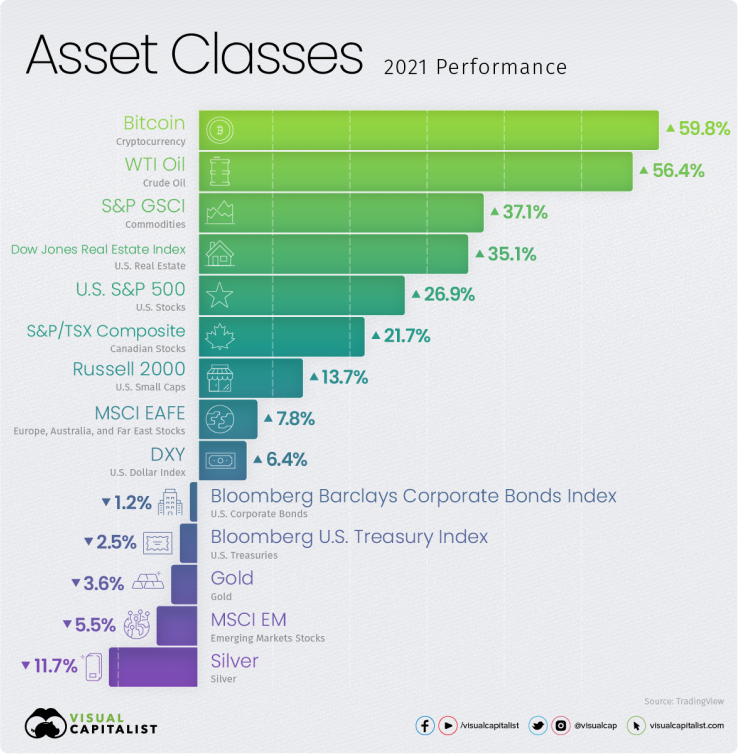 Asset Classes 2021 Performance
Bitcoin
Cryptocurrency
▲ 59.8%
WTI Oil
Crude Oil
▲ 56.4%
S&P GSCI
Commodities
▲ 37.1%
Dow Jones Real Estate Index
U.S. Real Estate
▲ 35.1%
U.S. S&P 500
U.S. Stocks
▲ 26.9%
S&P/TSX Composite
Canadian Stocks
▲ 21.7%
Russell 2000
U.S. Small Caps
▲ 13.7%
MSCI EAFE
Europe, Australia, and Far East Stocks
▲ 7.8%
DXY
U.S. Dollar Index
▲ 6.4%
▼ 1.2%
Bloomberg Barclays Corporate Bonds Index
U.S. Corporate Bonds
▼ 2.5%
Bloomberg U.S. Treasury Index
U.S. Treasuries
▼ 3.6%
Gold
Gold
▼ 5.5%
MSCI EM
Emerging Markets Stocks
▼ 11.7%
Silver
Silver
Source: TradingView
VISUAL
CAPITALIST
/visualcapitalist @visualcap visualcapitalist.com